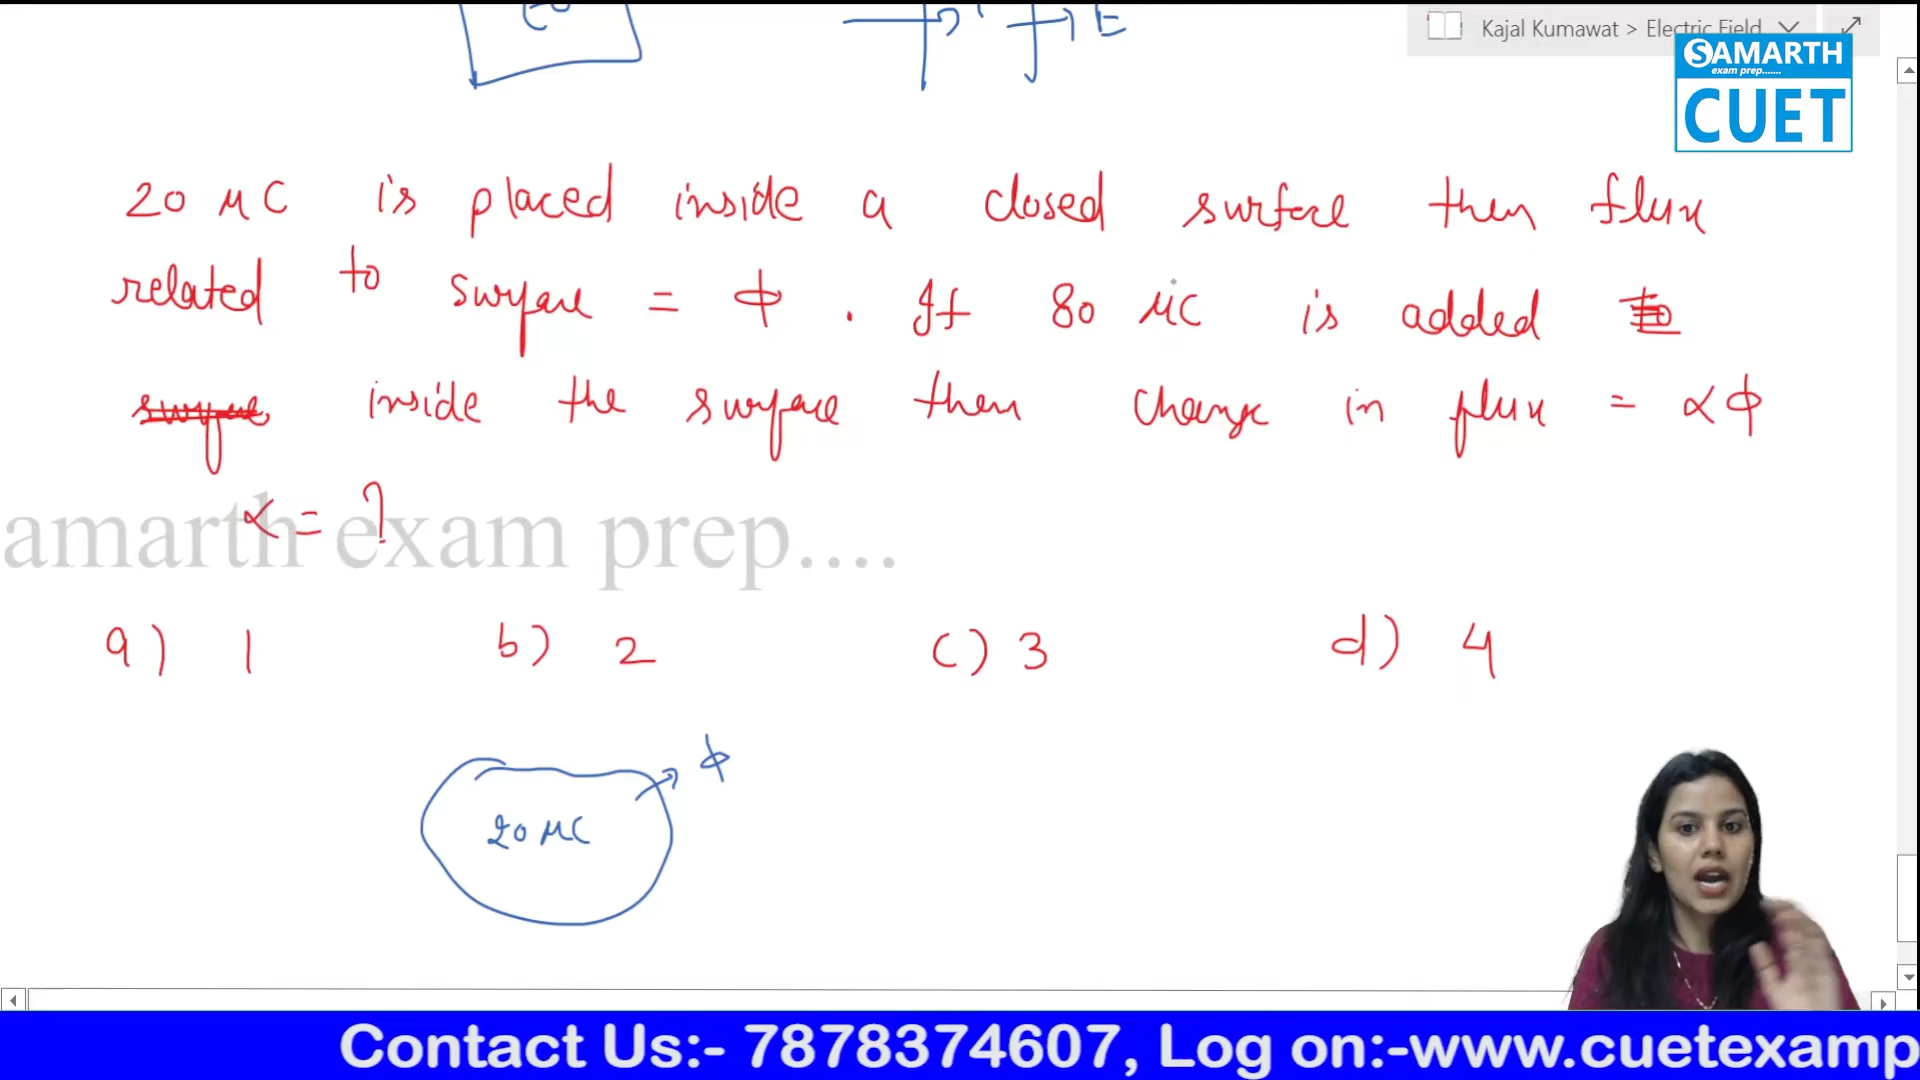 E
Kajal Kumawat > Electric Field
SAMARTH
exam prep.......
CUET
20 μC is placed inside a closed surface then flux
related to surface = ϕ . If 80 μC is added to
surface inside the surface then change in flux = αϕ
α = ?
amarth exam prep....
a) 1 b) 2 c) 3 d) 4
ϕ
20 μC
Contact Us:- 7878374607, Log on:-www.cuetexamp